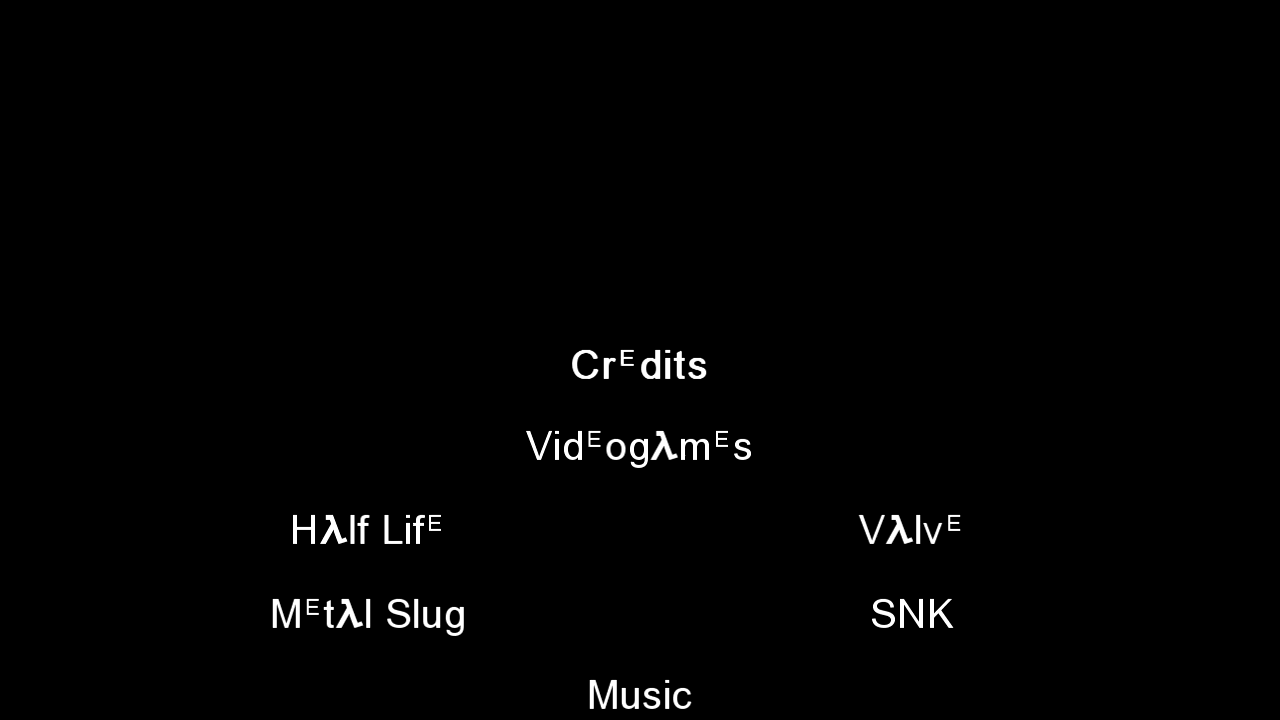 Crᴱdits
Vidᴱogλmᴱs
Hλlf Lifᴱ Vλlvᴱ
Mᴱtλl Slug SNK
Music